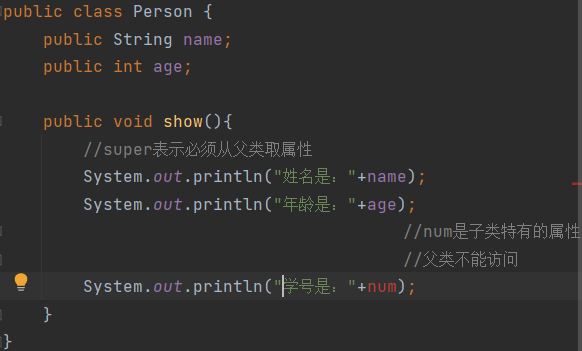 public class Person {
public String name;
public int age;
public void show(){
//super表示必须从父类取属性
System.out.println("姓名是："+name);
System.out.println("年龄是："+age);
//num是子类特有的属性
//父类不能访问
System.out.println("学号是："+num);
}
}